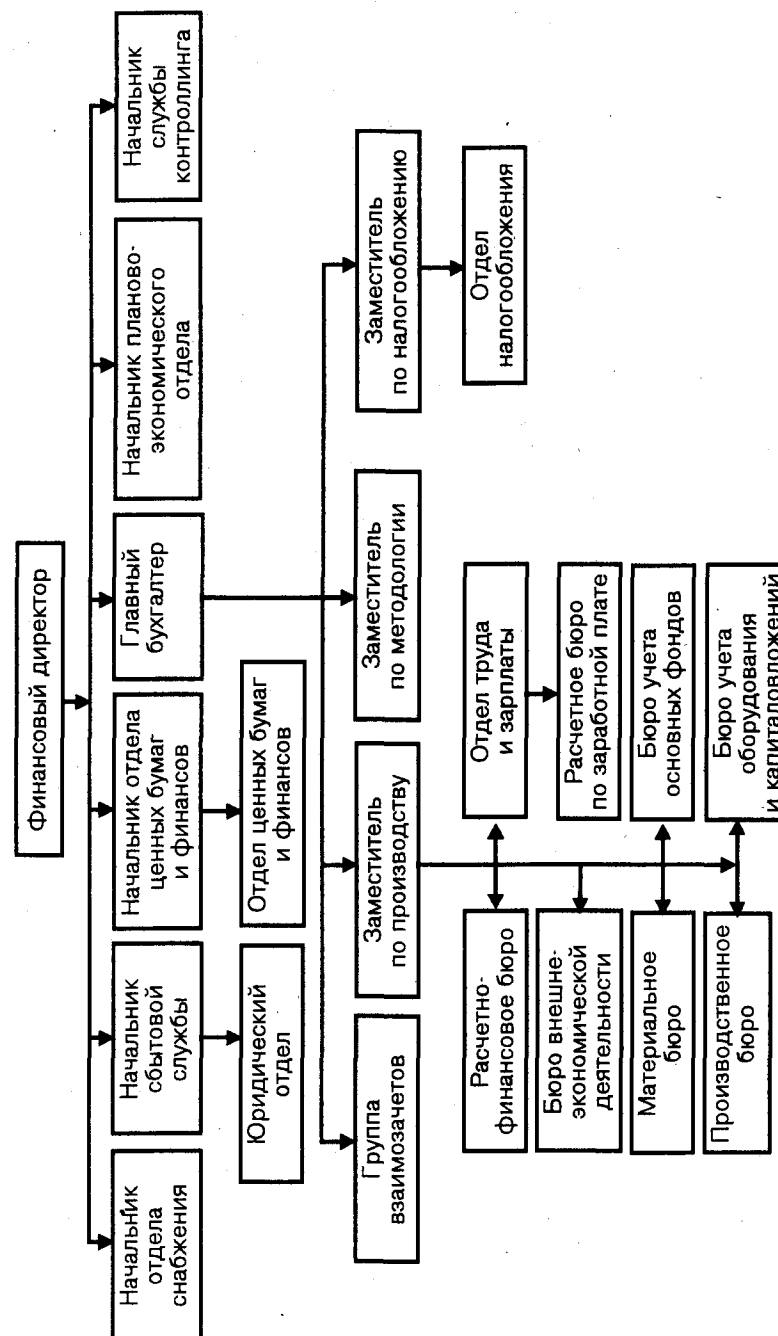 Финансовый директор
Начальник
отдела
снабжения
Начальник
сбытовой
службы
Начальник отдела
ценных бумаг
и финансов
Главный
бухгалтер
Начальник планово-
экономического
отдела
Начальник
службы
контроллинга
Юридический
отдел
Отдел ценных бумаг
и финансов
Группа
взаимозачетов
Заместитель
по производству
Заместитель
по методологии
Заместитель
по налогообложению
Отдел
налогообложения
Расчетно-
финансовое бюро
Отдел труда
и зарплаты
Бюро внешне-
экономической
деятельности
Расчетное бюро
по заработной плате
Материальное
бюро
Бюро учета
основных фондов
Производственное
бюро
Бюро учета
оборудования
и капиталовложений